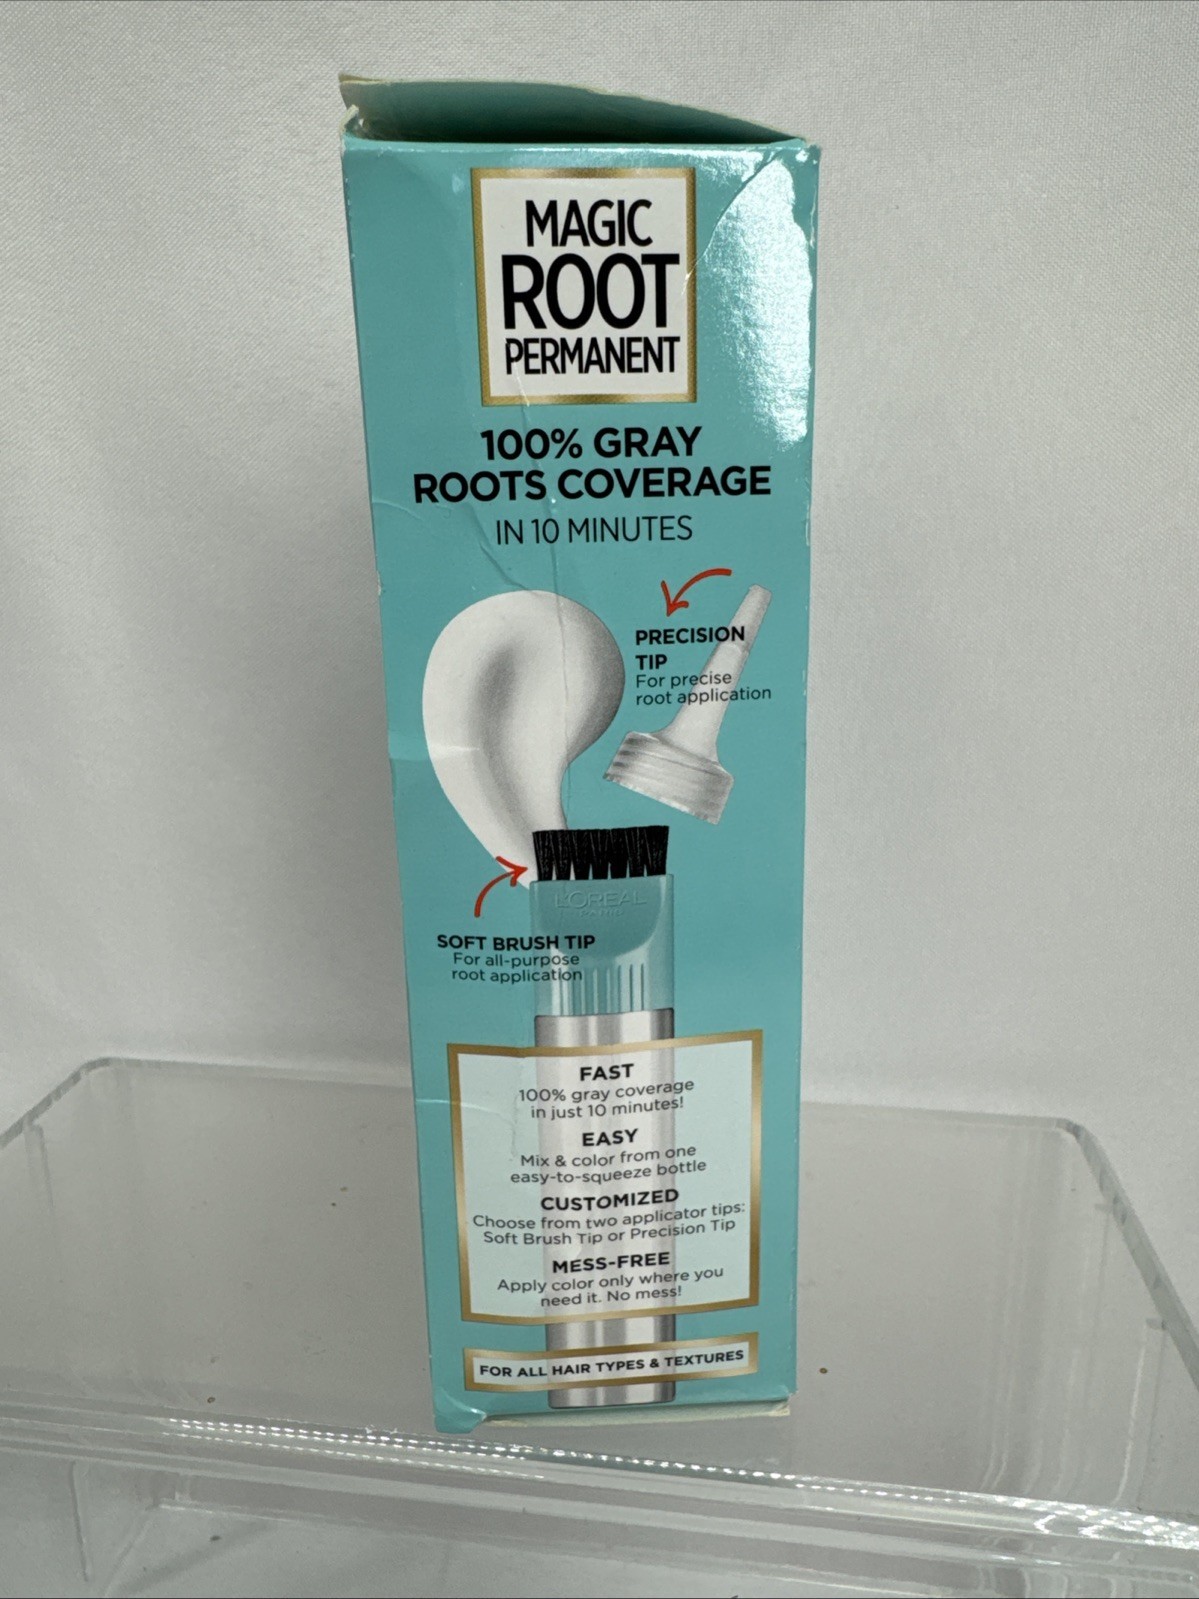 MAGIC
ROOT
PERMANENT
100% GRAY
ROOTS COVERAGE
IN 10 MINUTES
PRECISION
TIP
For precise
root application
L'ORÉAL
PARIS
SOFT BRUSH TIP
For all-purpose
root application
FAST
100% gray coverage
in just 10 minutes!
EASY
Mix & color from one
easy-to-squeeze bottle
CUSTOMIZED
Choose from two applicator tips:
Soft Brush Tip or Precision Tip
MESS-FREE
Apply color only where you
need it. No mess!
FOR ALL HAIR TYPES & TEXTURES